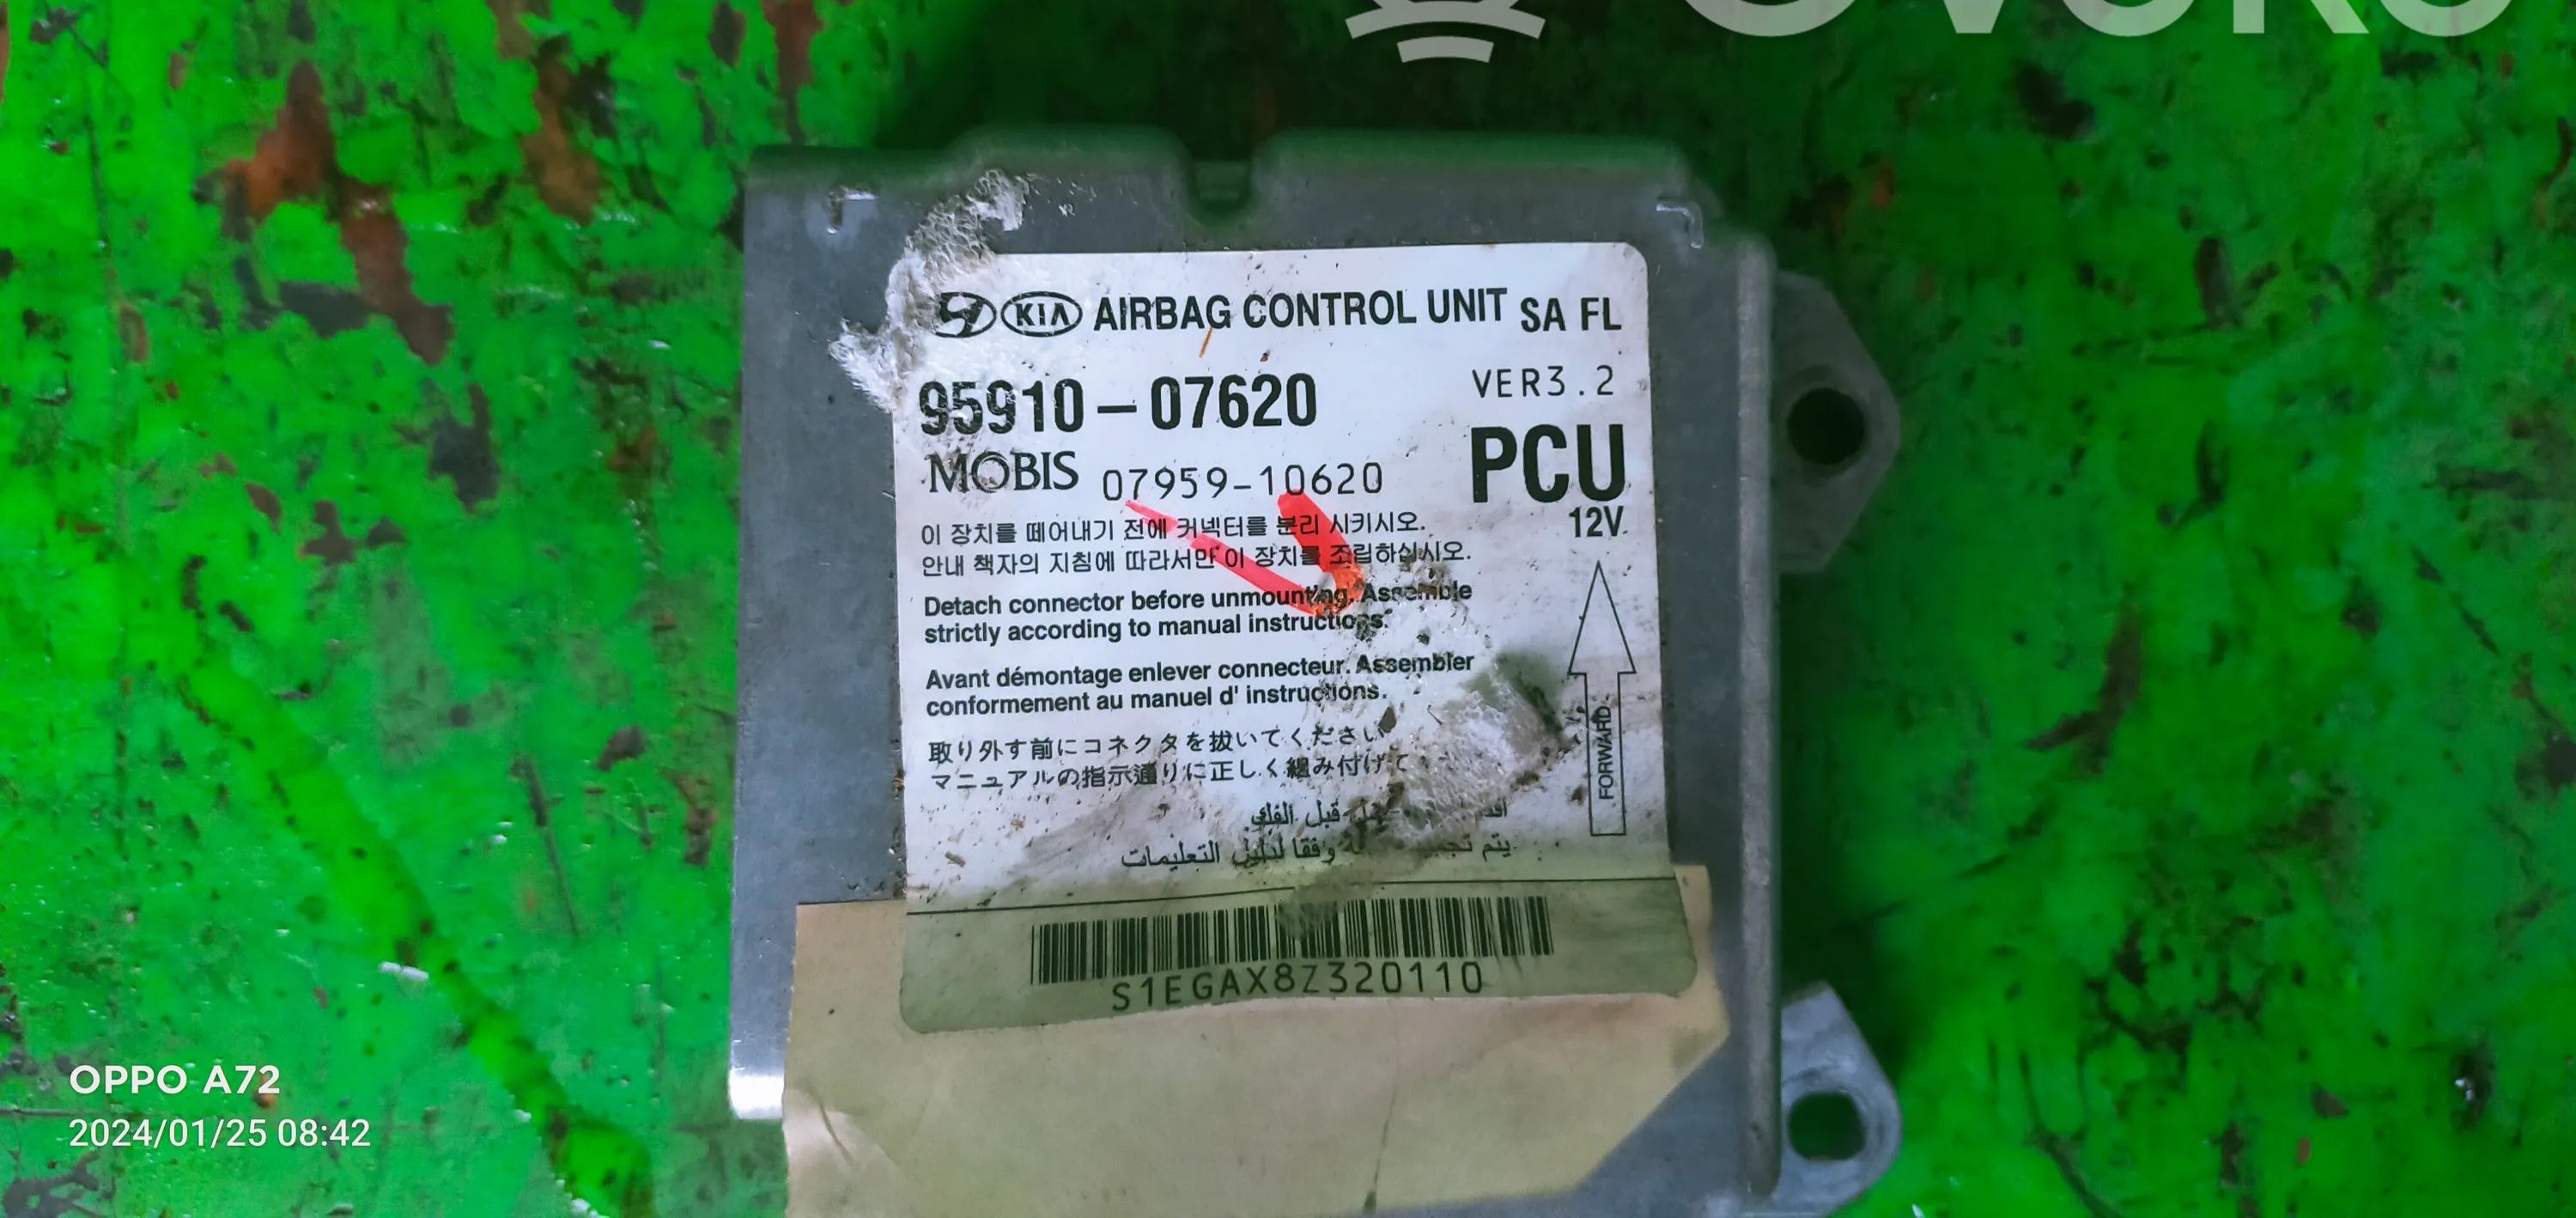 KIA AIRBAG CONTROL UNIT SA FL
95910-07620
VER3.2
MOBIS 07959-10620
PCU
12V
이 장치를 떼어내기 전에 커넥터를 분리 시키시오.
안내 책자의 지침에 따라서만 이 장치를 조립하십시오.
Detach connector before unmounting. Assemble
strictly according to manual instructions.
Avant démontage enlever connecteur. Assembler
conformement au manuel d' instructions.
取り外す前にコネクタを抜いてください
マニュアルの指示通りに正しく組み付けて
قبل الفك
يتم وفقا لدليل التعليمات
FORWARD
S1EGAX8Z320110
OPPO A72
2024/01/25 08:42